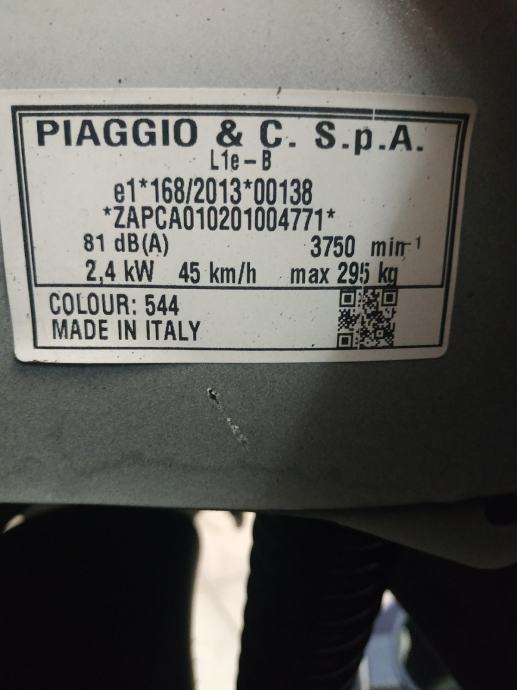 PIAGGIO & C. S.p.A.
L1e-B
e1*168/2013*00138
*ZAPCA010201004771*
81 dB(A) 3750 min-1
2,4 kW 45 km/h max 295 kg
COLOUR: 544
MADE IN ITALY